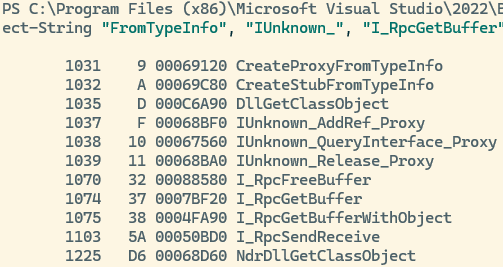 PS C:\Program Files (x86)\Microsoft Visual Studio\2022\B
ect-String "FromTypeInfo", "IUnknown_", "I_RpcGetBuffer"
1031 9 00069120 CreateProxyFromTypeInfo
1032 A 00069C80 CreateStubFromTypeInfo
1035 D 000C6A90 DllGetClassObject
1037 F 00068BF0 IUnknown_AddRef_Proxy
1038 10 00067560 IUnknown_QueryInterface_Proxy
1039 11 00068BA0 IUnknown_Release_Proxy
1070 32 00088580 I_RpcFreeBuffer
1074 37 0007BF20 I_RpcGetBuffer
1075 38 0004FA90 I_RpcGetBufferWithObject
1103 5A 00050BD0 I_RpcSendReceive
1225 D6 00068D60 NdrDllGetClassObject